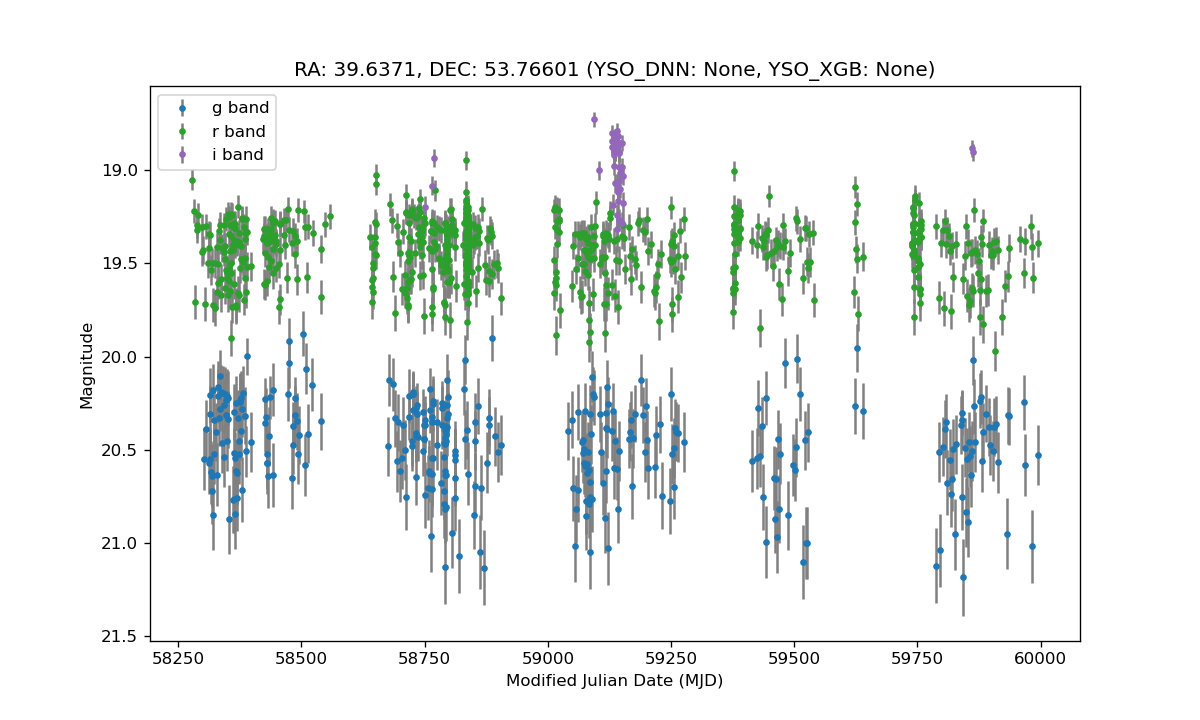 RA: 39.6371, DEC: 53.76601 (YSO_DNN: None, YSO_XGB: None)
g band
r band
i band
19.0
19.5
20.0
20.5
21.0
21.5
Magnitude
58250 58500 58750 59000 59250 59500 59750 60000
Modified Julian Date (MJD)